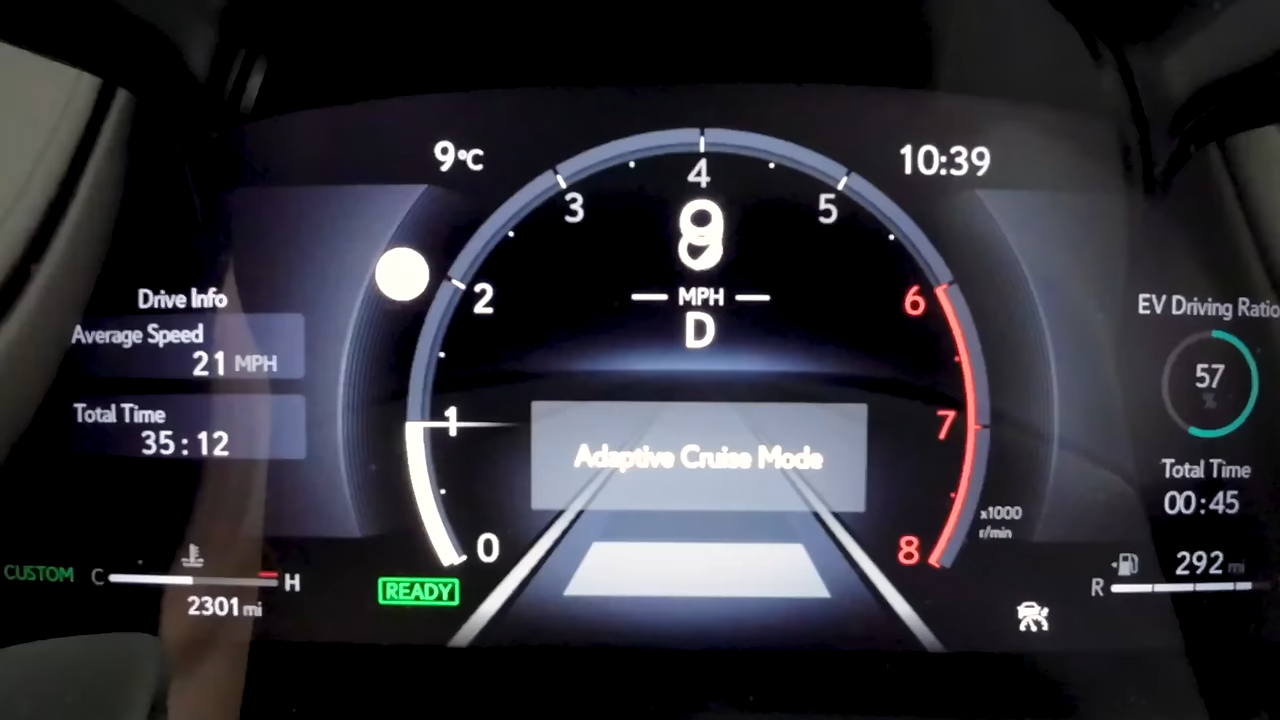 9°C
10:39
4
3
5
2
6
MPH
D
Drive Info
Average Speed
21 MPH
Total Time
35:12
EV Driving Ratio
57
%
Total Time
00:45
1
7
Adaptive Cruise Mode
0
8
x1000
r/min
CUSTOM
C
H
2301 mi
READY
292 mi
R